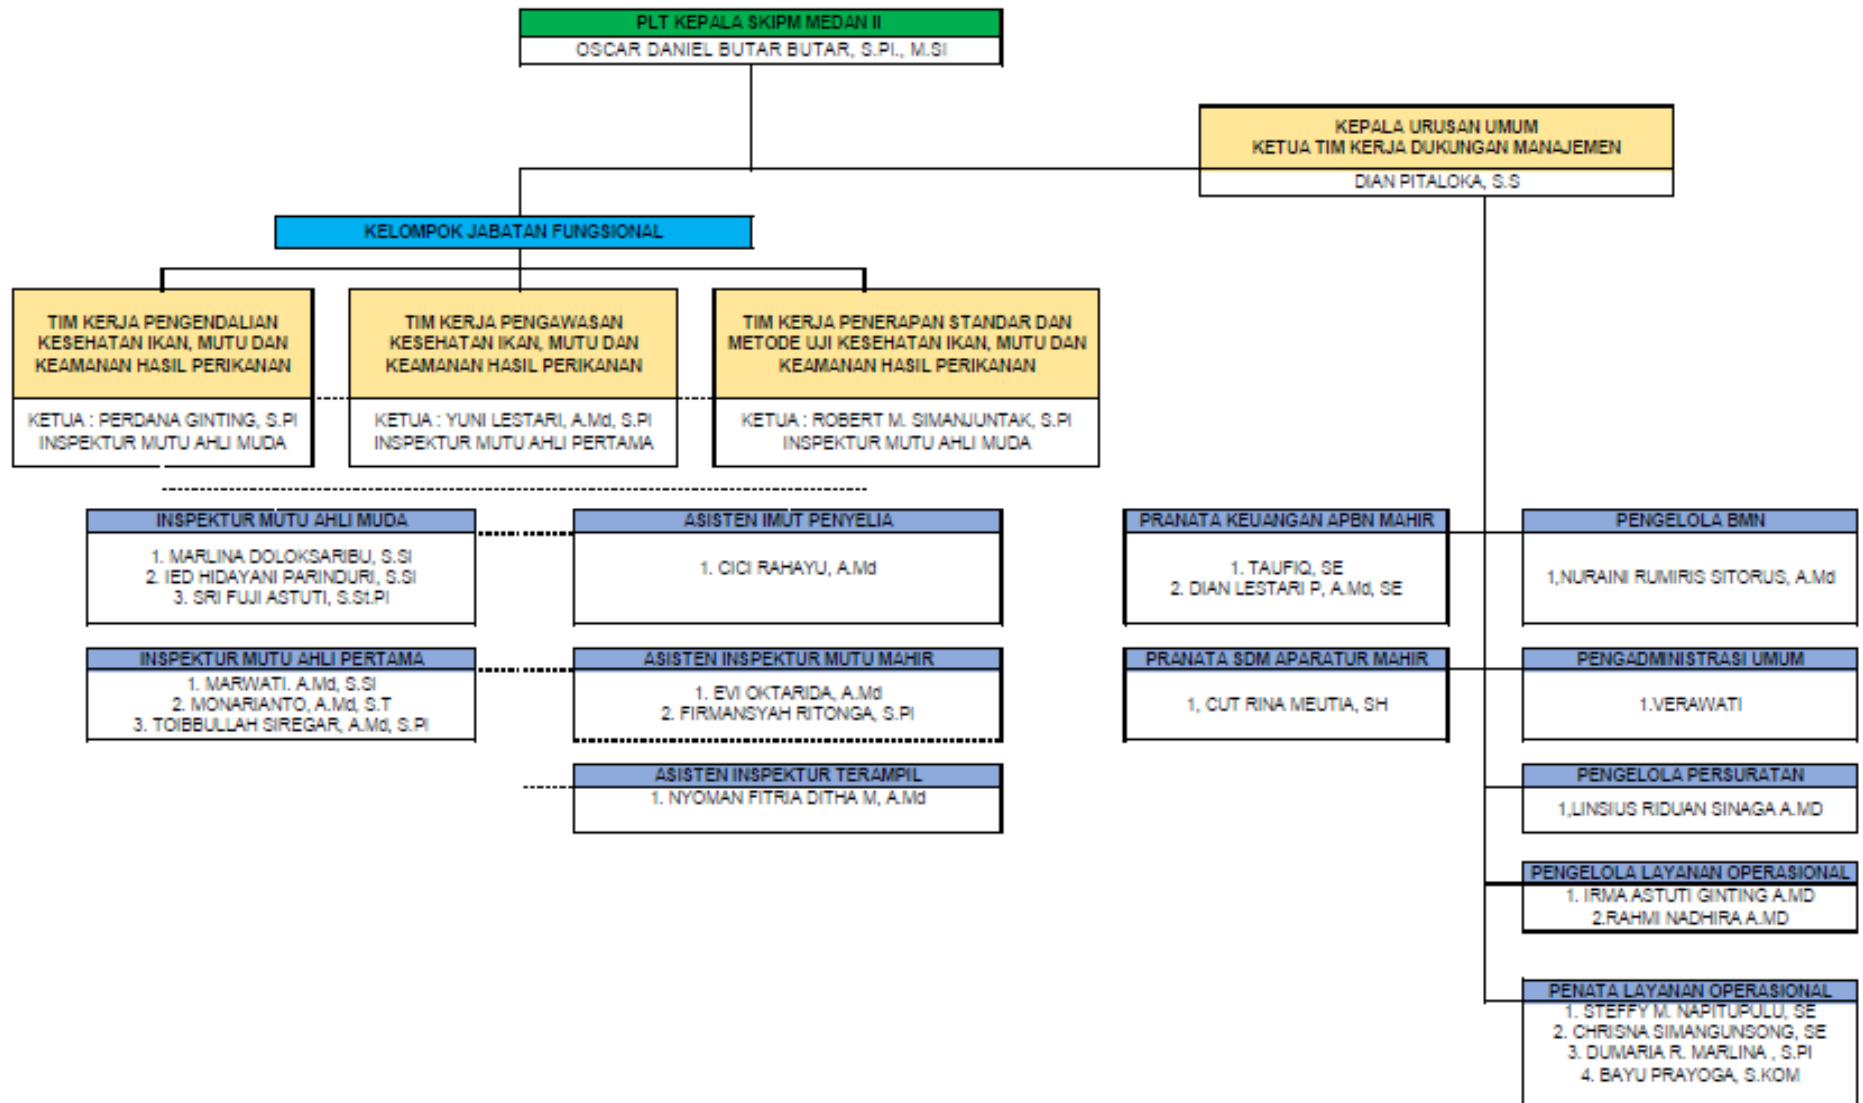 PLT KEPALA SKIPM MEDAN II
OSCAR DANIEL BUTAR BUTAR, S.PI., M.SI
KEPALA URUSAN UMUM
KETUA TIM KERJA DUKUNGAN MANAJEMEN
DIAN PITALOKA, S.S
KELOMPOK JABATAN FUNGSIONAL
TIM KERJA PENGENDALIAN
KESEHATAN IKAN, MUTU DAN
KEAMANAN HASIL PERIKANAN
KETUA : PERDANA GINTING, S.PI
INSPEKTUR MUTU AHLI MUDA
TIM KERJA PENGAWASAN
KESEHATAN IKAN, MUTU DAN
KEAMANAN HASIL PERIKANAN
KETUA : YUNI LESTARI, A.Md, S.PI
INSPEKTUR MUTU AHLI PERTAMA
TIM KERJA PENERAPAN STANDAR DAN
METODE UJI KESEHATAN IKAN, MUTU DAN
KEAMANAN HASIL PERIKANAN
KETUA : ROBERT M. SIMANJUNTAK, S.PI
INSPEKTUR MUTU AHLI MUDA
INSPEKTUR MUTU AHLI MUDA
1. MARLINA DOLOKSARIBU, S.SI
2. IED HIDAYANI PARINDURI, S.SI
3. SRI FUJI ASTUTI, S.St.PI
ASISTEN IMUT PENYELIA
1. CICI RAHAYU, A.Md
INSPEKTUR MUTU AHLI PERTAMA
1. MARWATI. A.Md, S.SI
2. MONARIANTO, A.Md, S.T
3. TOIBBULLAH SIREGAR, A.Md, S.PI
ASISTEN INSPEKTUR MUTU MAHIR
1. EVI OKTARIDA, A.Md
2. FIRMANSYAH RITONGA, S.PI
ASISTEN INSPEKTUR TERAMPIL
1. NYOMAN FITRIA DITHA M, A.Md
PRANATA KEUANGAN APBN MAHIR
1. TAUFIQ, SE
2. DIAN LESTARI P, A.Md, SE
PENGELOLA BMN
1,NURAINI RUMIRIS SITORUS, A.Md
PRANATA SDM APARATUR MAHIR
1, CUT RINA MEUTIA, SH
PENGADMINISTRASI UMUM
1.VERAWATI
PENGELOLA PERSURATAN
1,LINSIUS RIDUAN SINAGA A.MD
PENGELOLA LAYANAN OPERASIONAL
1. IRMA ASTUTI GINTING A.MD
2.RAHMI NADHIRA A.MD
PENATA LAYANAN OPERASIONAL
1. STEFFY M. NAPITUPULU, SE
2. CHRISNA SIMANGUNSONG, SE
3. DUMARIA R. MARLINA , S.PI
4. BAYU PRAYOGA, S.KOM